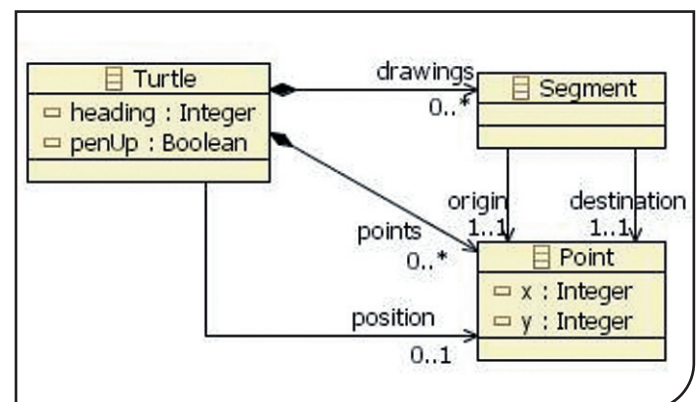 Turtle
heading : Integer
penUp : Boolean
drawings
0..*
Segment
origin
1..1
destination
1..1
points
0..*
Point
x : Integer
y : Integer
position
0..1